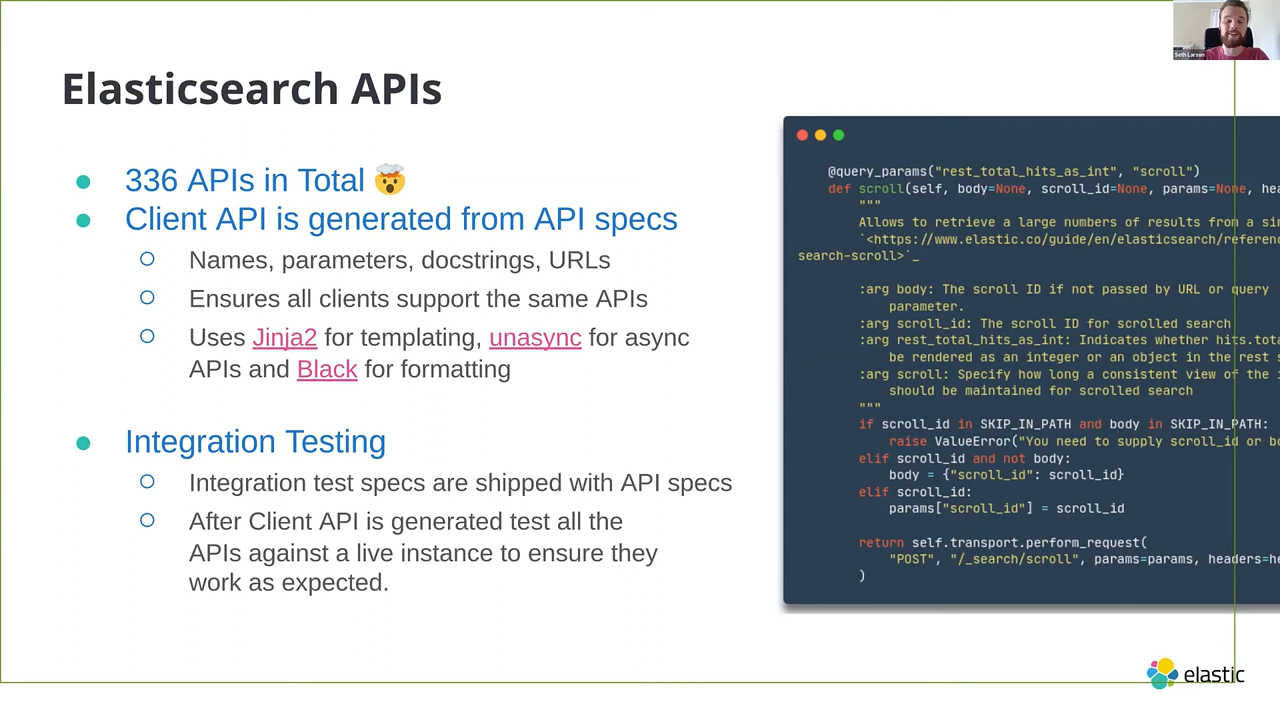 Seth Larson
Elasticsearch APIs
● 336 APIs in Total 🤯
● Client API is generated from API specs
○ Names, parameters, docstrings, URLs
○ Ensures all clients support the same APIs
○ Uses Jinja2 for templating, unasync for async
APIs and Black for formatting
● Integration Testing
○ Integration test specs are shipped with API specs
○ After Client API is generated test all the
APIs against a live instance to ensure they
work as expected.
@query_params("rest_total_hits_as_int", "scroll")
def scroll(self, body=None, scroll_id=None, params=None, hea
"""
Allows to retrieve a large numbers of results from a sin
`<https://www.elastic.co/guide/en/elasticsearch/referenc
search-scroll>`_
:arg body: The scroll ID if not passed by URL or query
parameter.
:arg scroll_id: The scroll ID for scrolled search
:arg rest_total_hits_as_int: Indicates whether hits.tota
be rendered as an integer or an object in the rest s
:arg scroll: Specify how long a consistent view of the i
should be maintained for scrolled search
"""
if scroll_id in SKIP_IN_PATH and body in SKIP_IN_PATH:
raise ValueError("You need to supply scroll_id or bo
elif scroll_id and not body:
body = {"scroll_id": scroll_id}
elif scroll_id:
params["scroll_id"] = scroll_id
return self.transport.perform_request(
"POST", "/_search/scroll", params=params, headers=he
)
elastic